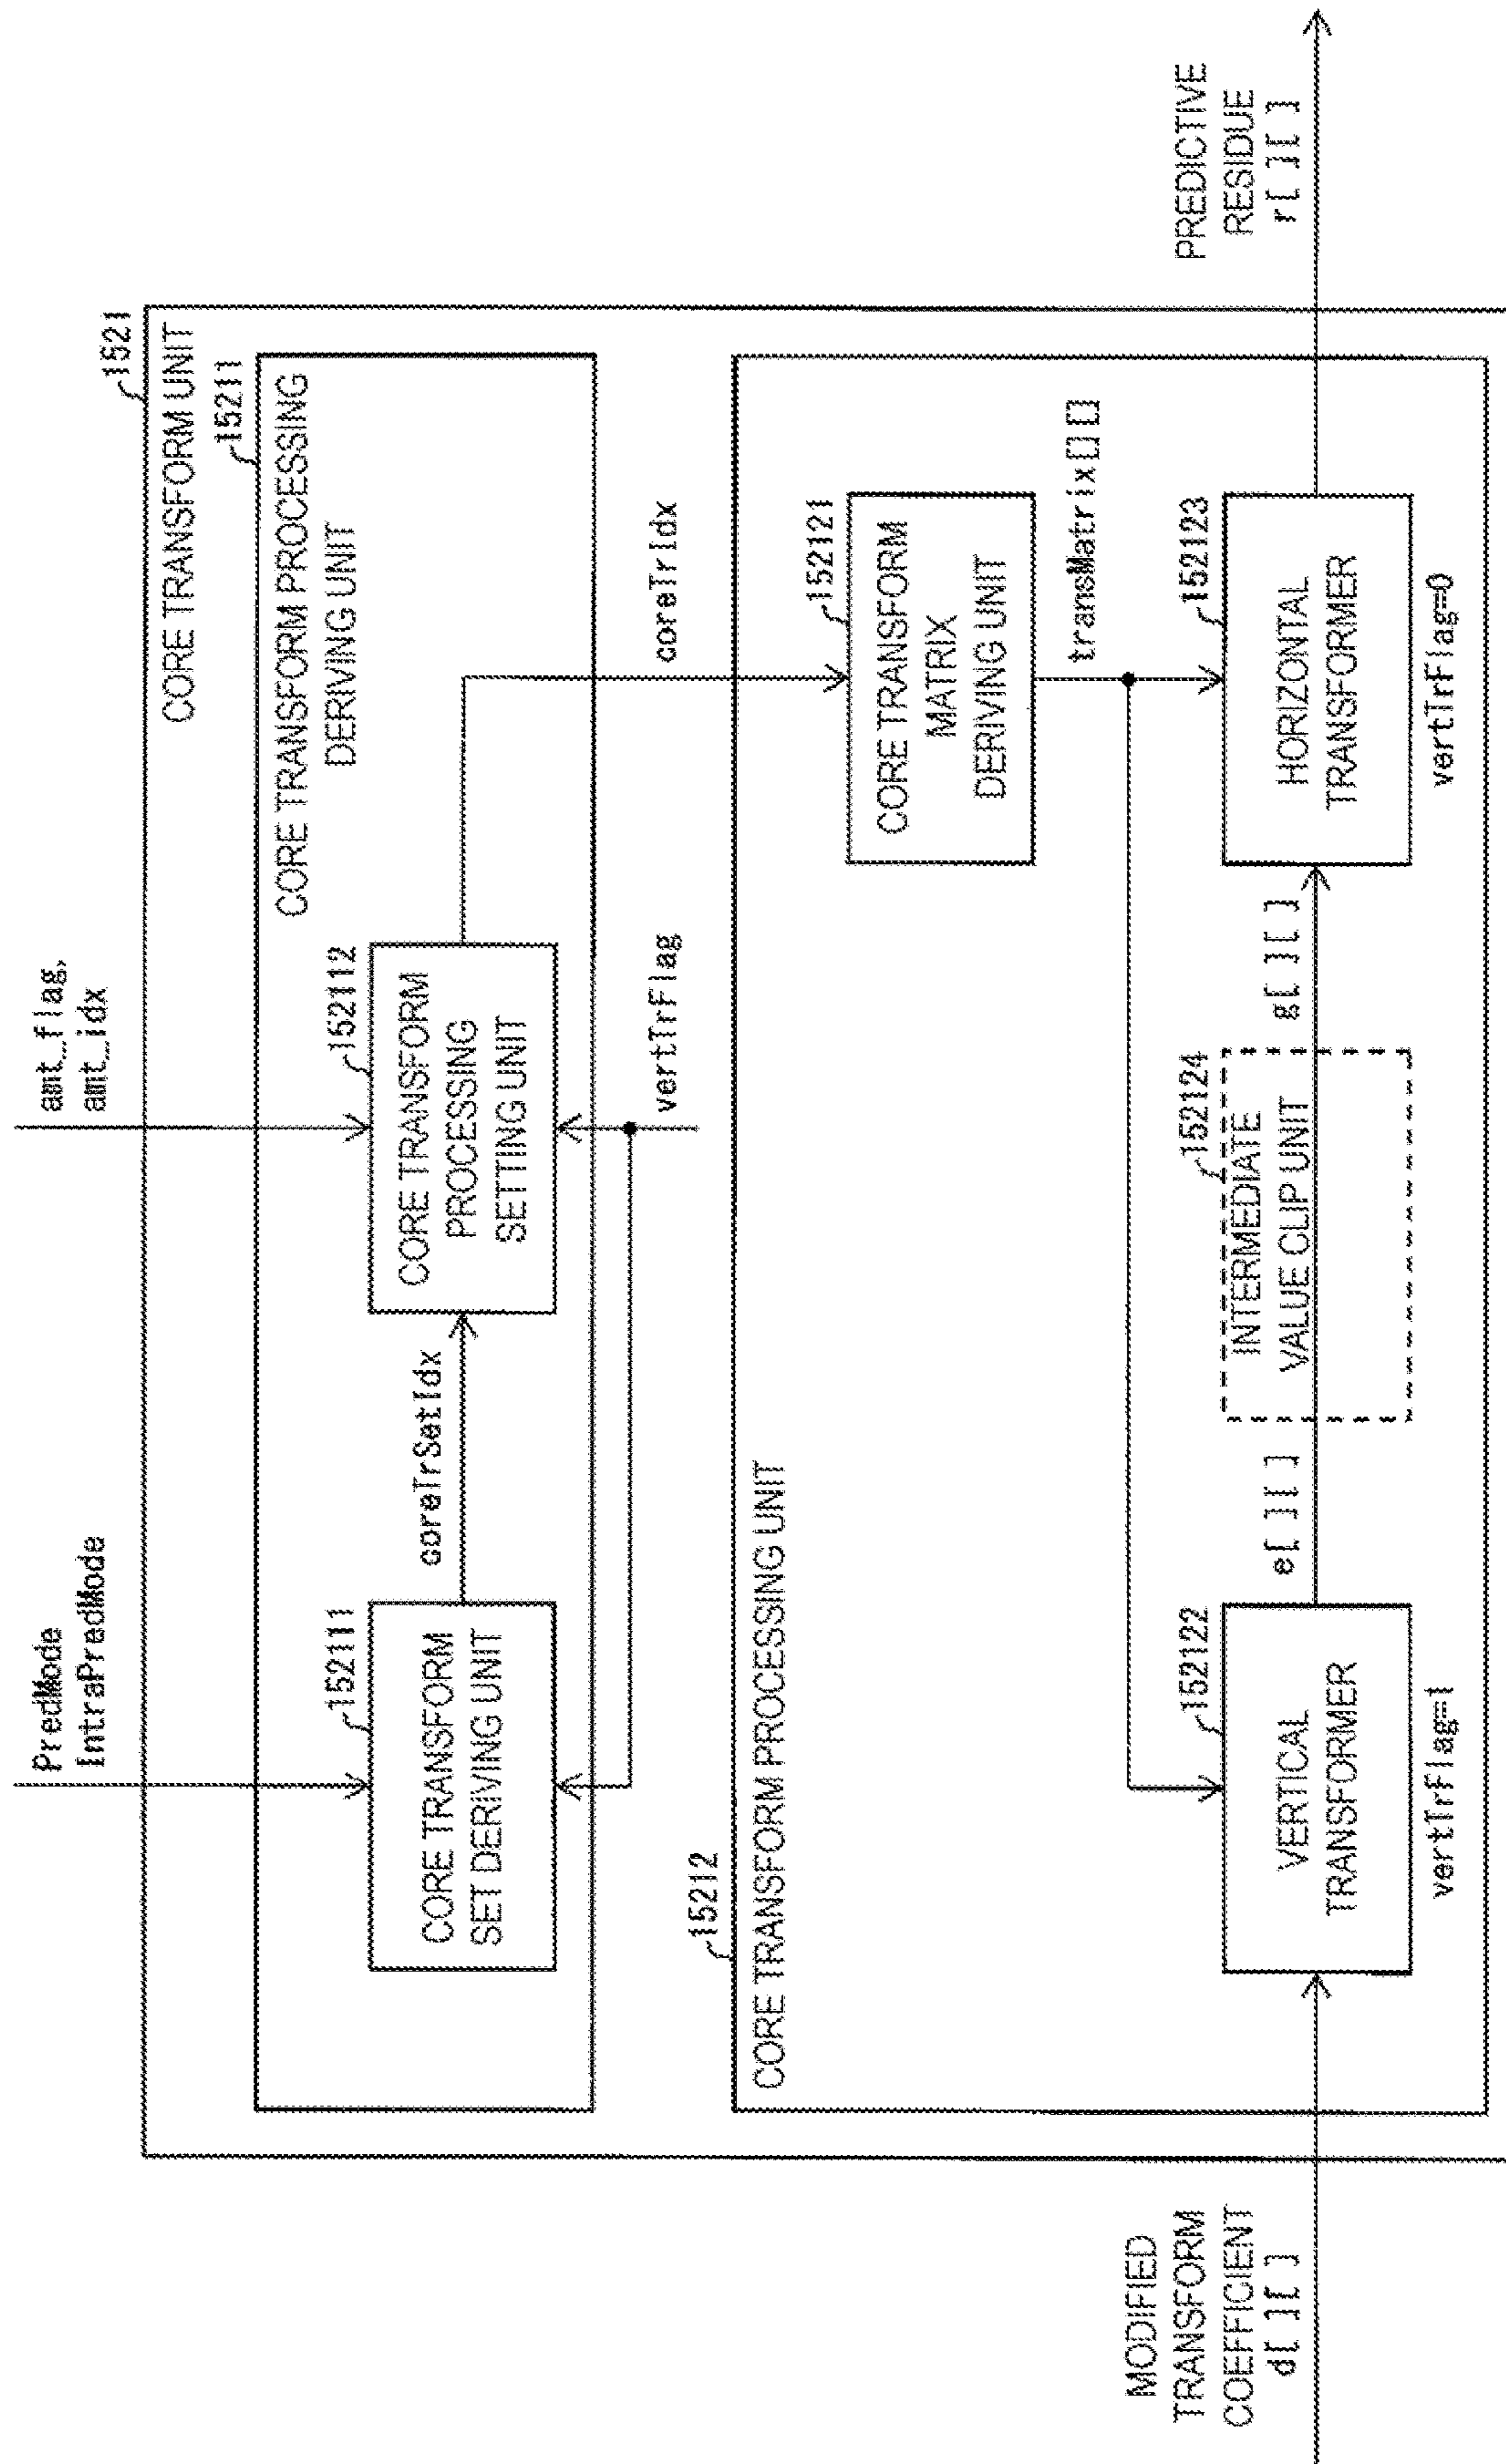 PredMode
IntraPredMode
amt_flag,
amt_idx
1521
CORE TRANSFORM UNIT
15211
CORE TRANSFORM PROCESSING
DERIVING UNIT
152111
CORE TRANSFORM
SET DERIVING UNIT
coreTrSetIdx
152112
CORE TRANSFORM
PROCESSING
SETTING UNIT
vertTrFlag
coreTrIdx
15212
CORE TRANSFORM PROCESSING UNIT
152121
CORE TRANSFORM
MATRIX
DERIVING UNIT
transMatrix[][]
MODIFIED
TRANSFORM
COEFFICIENT
d[ ][ ]
152122
VERTICAL
TRANSFORMER
vertTrFlag=1
e[ ][ ]
152124
INTERMEDIATE
VALUE CLIP UNIT
g[ ][ ]
152123
HORIZONTAL
TRANSFORMER
vertTrFlag=0
PREDICTIVE
RESIDUE
r[ ][ ]